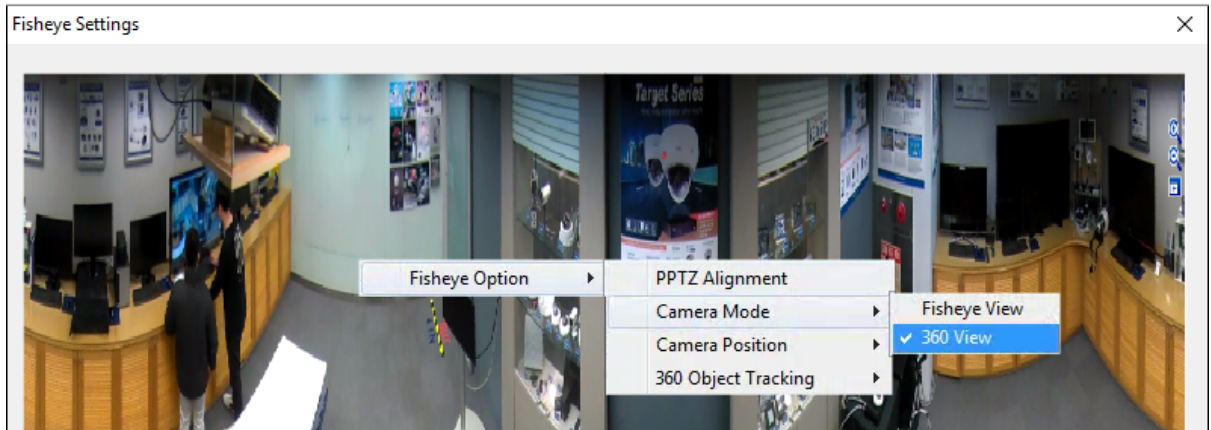 Fisheye Settings
Target Series
Fisheye Option
PPTZ Alignment
Camera Mode
Camera Position
360 Object Tracking
Fisheye View
360 View